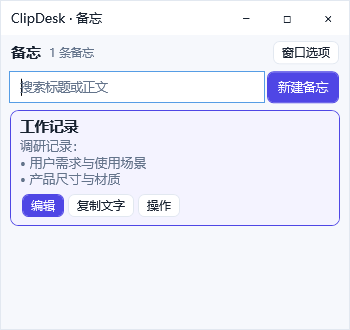 ClipDesk · 备忘
备忘 1 条备忘 窗口选项
搜索标题或正文 新建备忘
工作记录
调研记录：
• 用户需求与使用场景
• 产品尺寸与材质
编辑 复制文字 操作